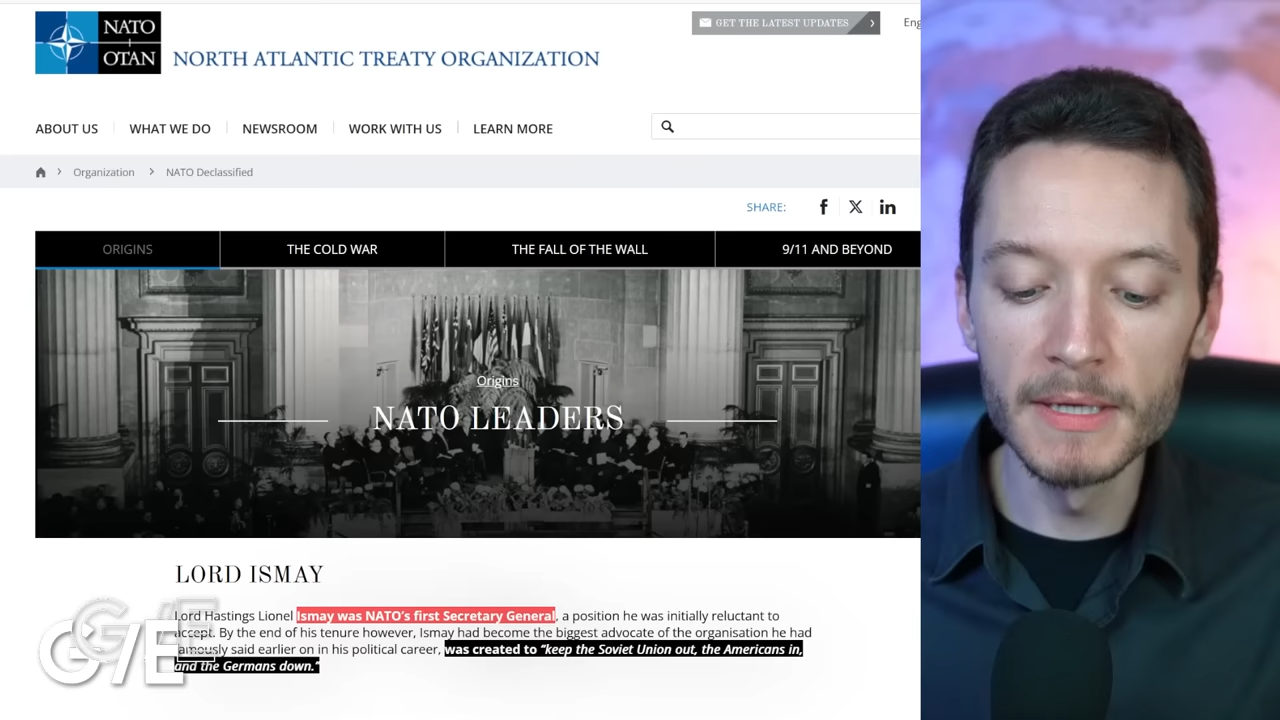 NATO
OTAN
NORTH ATLANTIC TREATY ORGANIZATION
GET THE LATEST UPDATES
Eng
ABOUT US
WHAT WE DO
NEWSROOM
WORK WITH US
LEARN MORE
Organization
NATO Declassified
SHARE:
ORIGINS
THE COLD WAR
THE FALL OF THE WALL
9/11 AND BEYOND
Origins
NATO LEADERS
LORD ISMAY
Lord Hastings Lionel Ismay was NATO's first Secretary General, a position he was initially reluctant to
accept. By the end of his tenure however, Ismay had become the biggest advocate of the organisation he had
famously said earlier on in his political career, was created to “keep the Soviet Union out, the Americans in,
and the Germans down.”
G/E